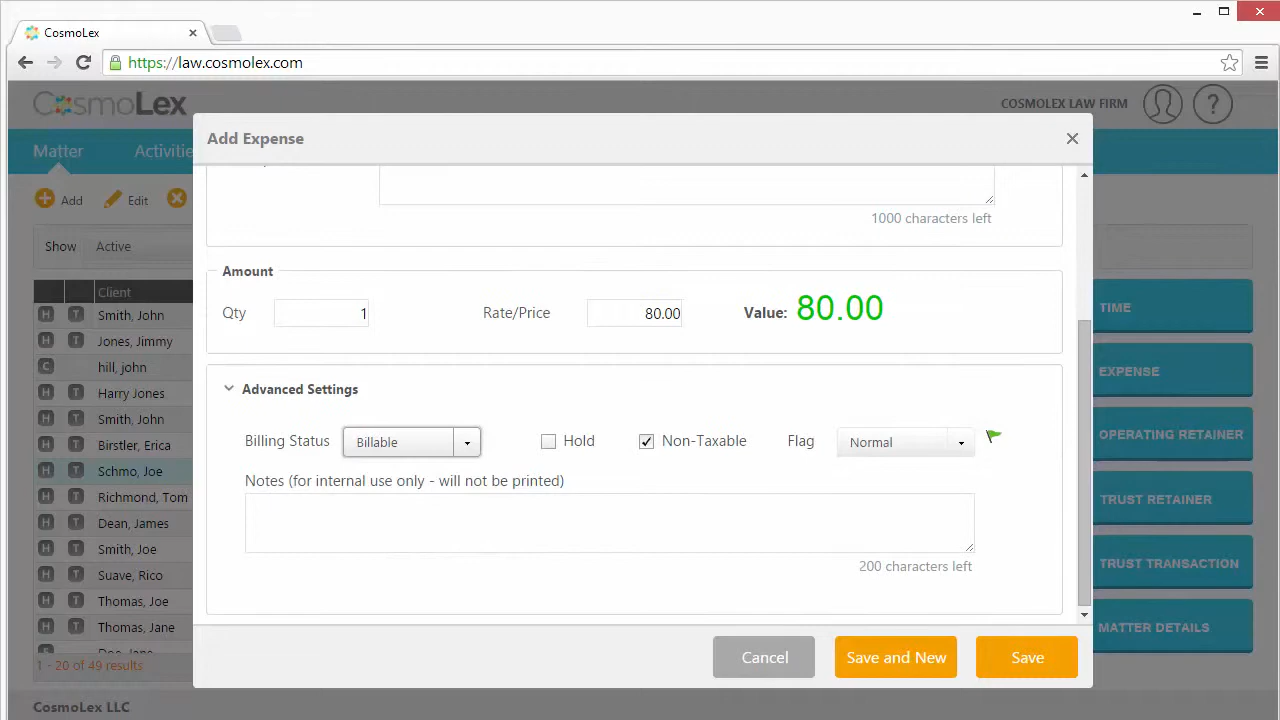 CosmoLex
https://law.cosmolex.com
CosmoLex
COSMOLEX LAW FIRM
?
Add Expense
Matter
Activitie
Add
Edit
1000 characters left
Show
Active
Amount
Qty
1
Rate/Price
80.00
Value: 80.00
Client
H T Smith, John
H T Jones, Jimmy
C hill, john
H T Harry Jones
H T Smith, John
H T Birstler, Erica
H T Schmo, Joe
H T Richmond, Tom
H T Dean, James
H T Smith, Joe
H T Suave, Rico
H T Thomas, Joe
H T Thomas, Jane
1 - 20 of 49 results
Advanced Settings
Billing Status
Billable
Hold
Non-Taxable
Flag
Normal
Notes (for internal use only - will not be printed)
200 characters left
TIME
EXPENSE
OPERATING RETAINER
TRUST RETAINER
TRUST TRANSACTION
MATTER DETAILS
Cancel
Save and New
Save
CosmoLex LLC